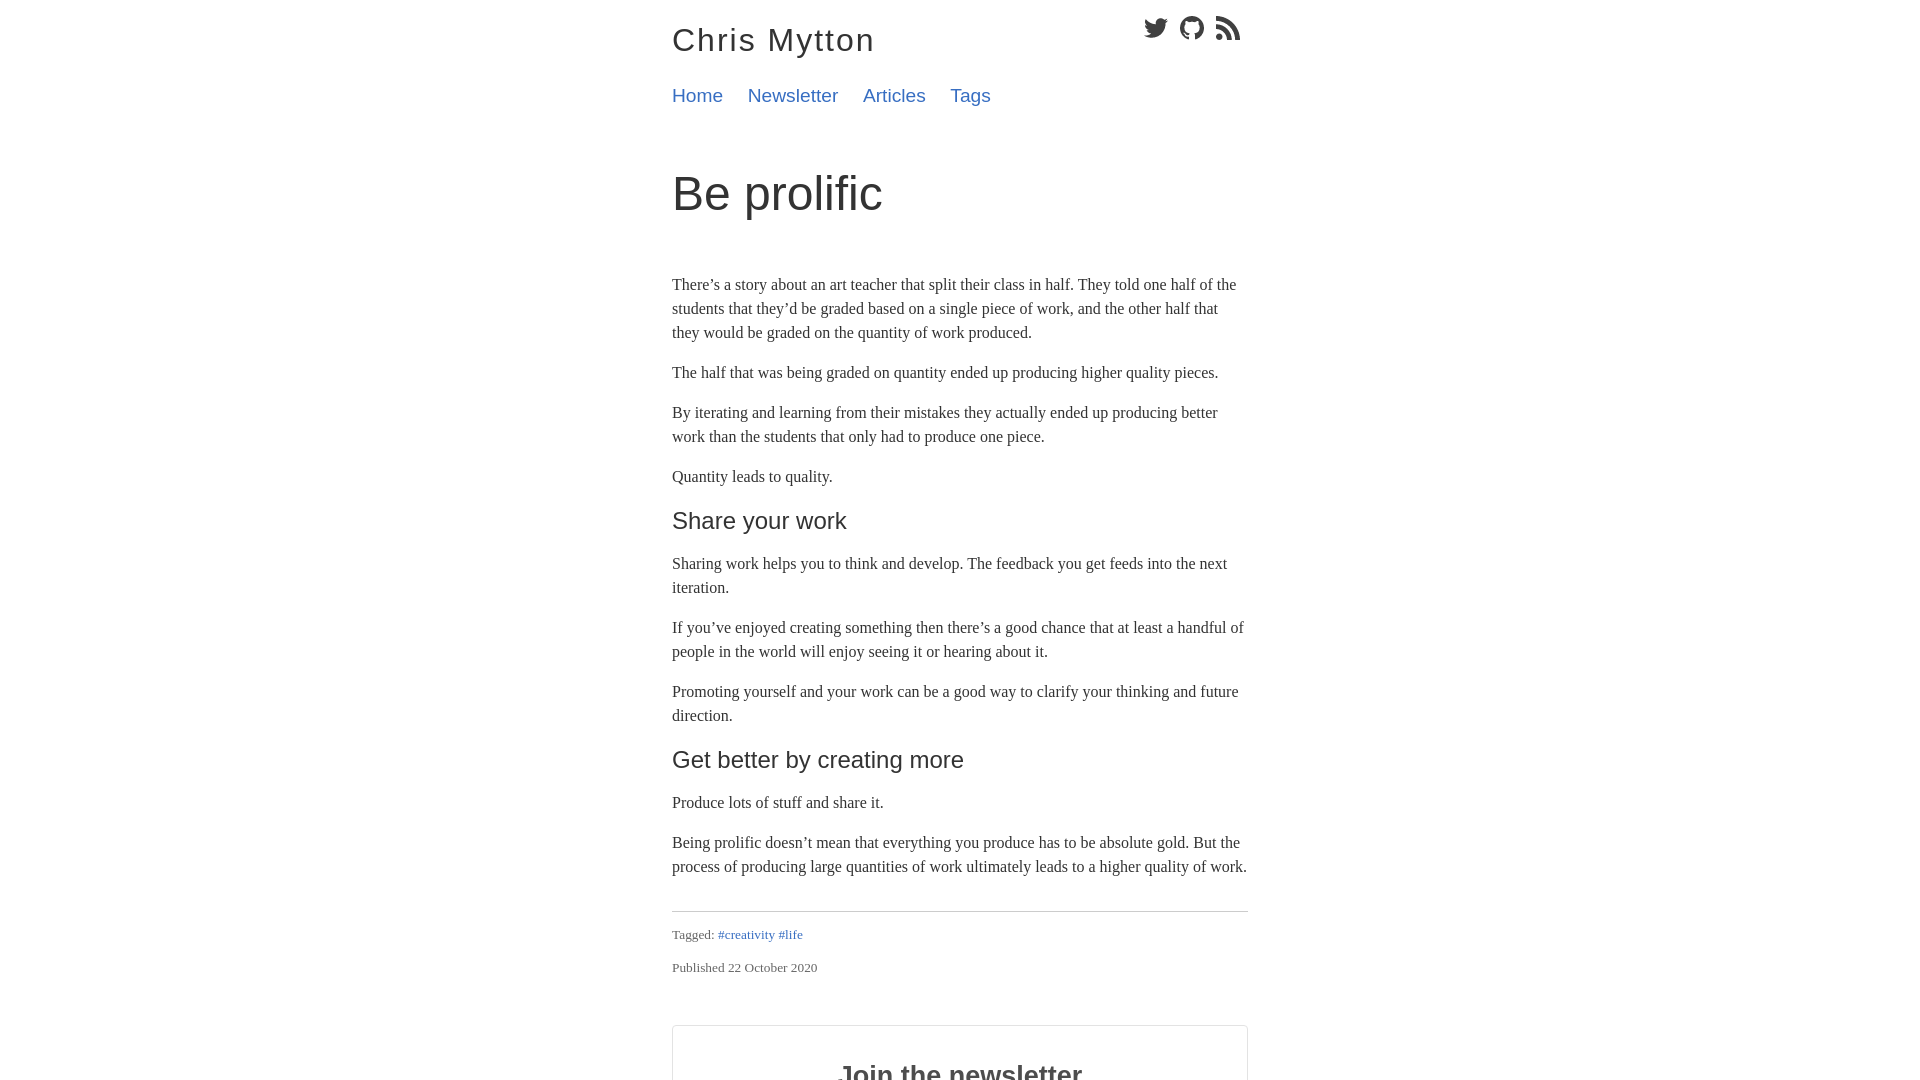 Chris Mytton
Home Newsletter Articles Tags
Be prolific
There’s a story about an art teacher that split their class in half. They told one half of the
students that they’d be graded based on a single piece of work, and the other half that
they would be graded on the quantity of work produced.
The half that was being graded on quantity ended up producing higher quality pieces.
By iterating and learning from their mistakes they actually ended up producing better
work than the students that only had to produce one piece.
Quantity leads to quality.
Share your work
Sharing work helps you to think and develop. The feedback you get feeds into the next
iteration.
If you’ve enjoyed creating something then there’s a good chance that at least a handful of
people in the world will enjoy seeing it or hearing about it.
Promoting yourself and your work can be a good way to clarify your thinking and future
direction.
Get better by creating more
Produce lots of stuff and share it.
Being prolific doesn’t mean that everything you produce has to be absolute gold. But the
process of producing large quantities of work ultimately leads to a higher quality of work.
Tagged: #creativity #life
Published 22 October 2020
Join the newsletter